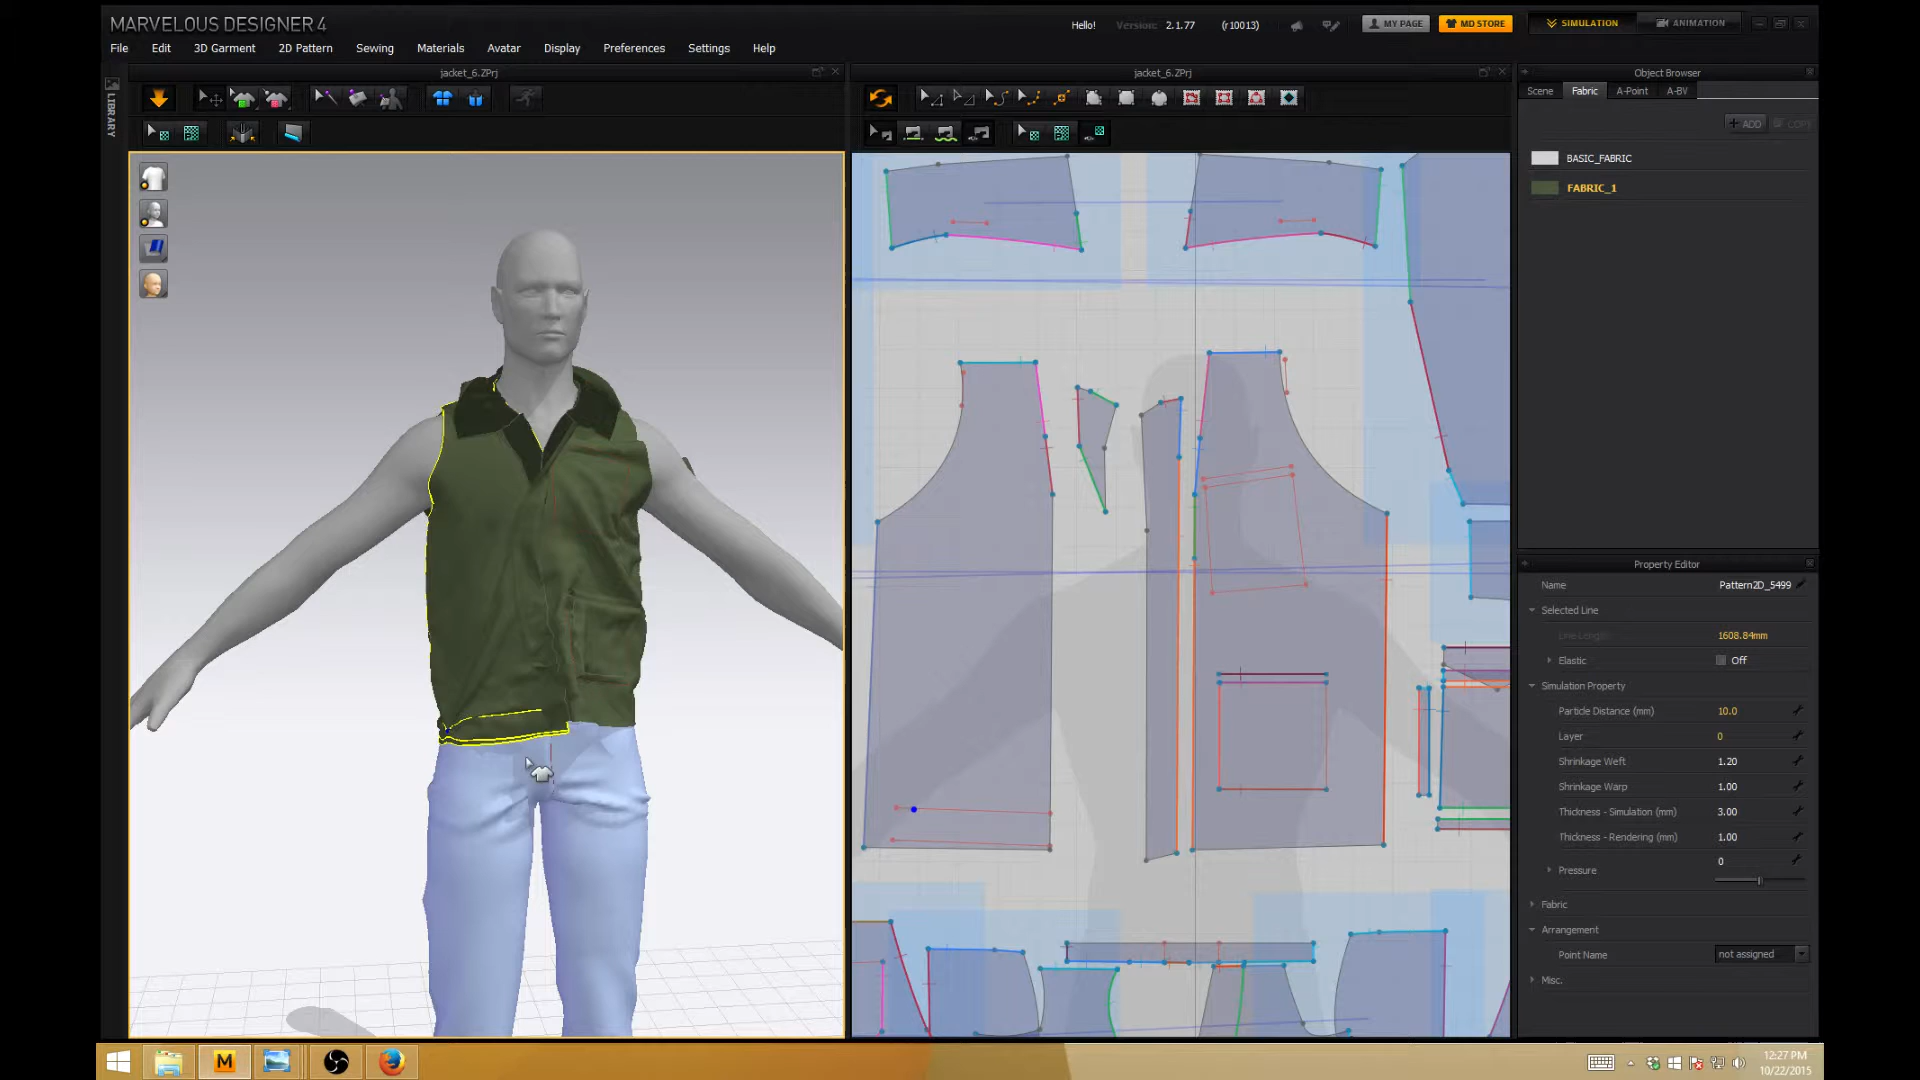 MARVELOUS DESIGNER 4
Hello! Version: 2.1.77 (r10013) MY PAGE MD STORE SIMULATION ANIMATION
File Edit 3D Garment 2D Pattern Sewing Materials Avatar Display Preferences Settings Help
jacket_6.ZPrj
jacket_6.ZPrj
Object Browser
LIBRARY
Scene Fabric A-Point A-BV
+ ADD COPY
BASIC_FABRIC
FABRIC_1
Property Editor
Name Pattern2D_5499
Selected Line
Line Length 1608.84mm
Elastic Off
Simulation Property
Particle Distance (mm) 10.0
Layer 0
Shrinkage Weft 1.20
Shrinkage Warp 1.00
Thickness - Simulation (mm) 3.00
Thickness - Rendering (mm) 1.00
Pressure 0
Fabric
Arrangement
Point Name not assigned
Misc.
M
12:27 PM
10/22/2015